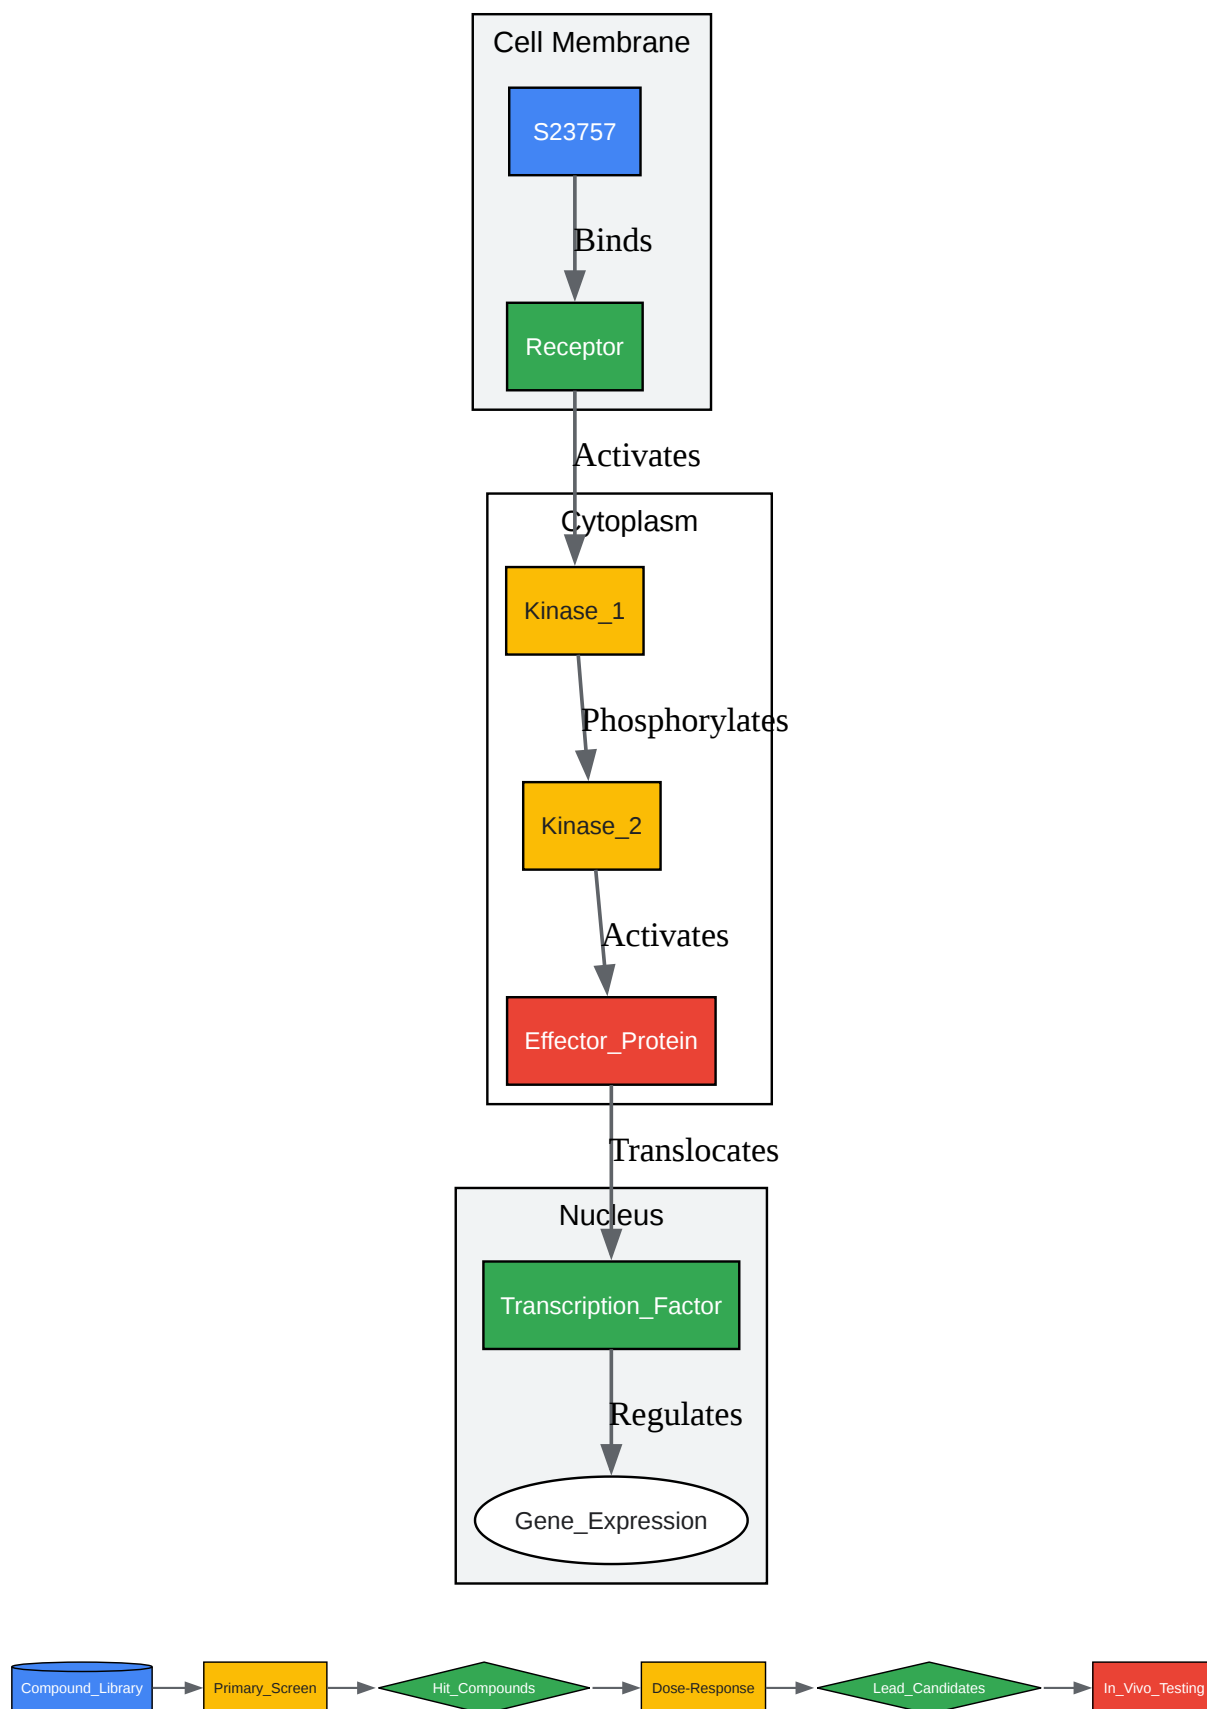 Cell Membrane
S23757
Binds
Receptor
Activates
Cytoplasm
Kinase_1
Phosphorylates
Kinase_2
Activates
Effector_Protein
Translocates
Nucleus
Transcription_Factor
Regulates
Gene_Expression
Compound_Library
Primary_Screen
Hit_Compounds
Dose-Response
Lead_Candidates
In_Vivo_Testing